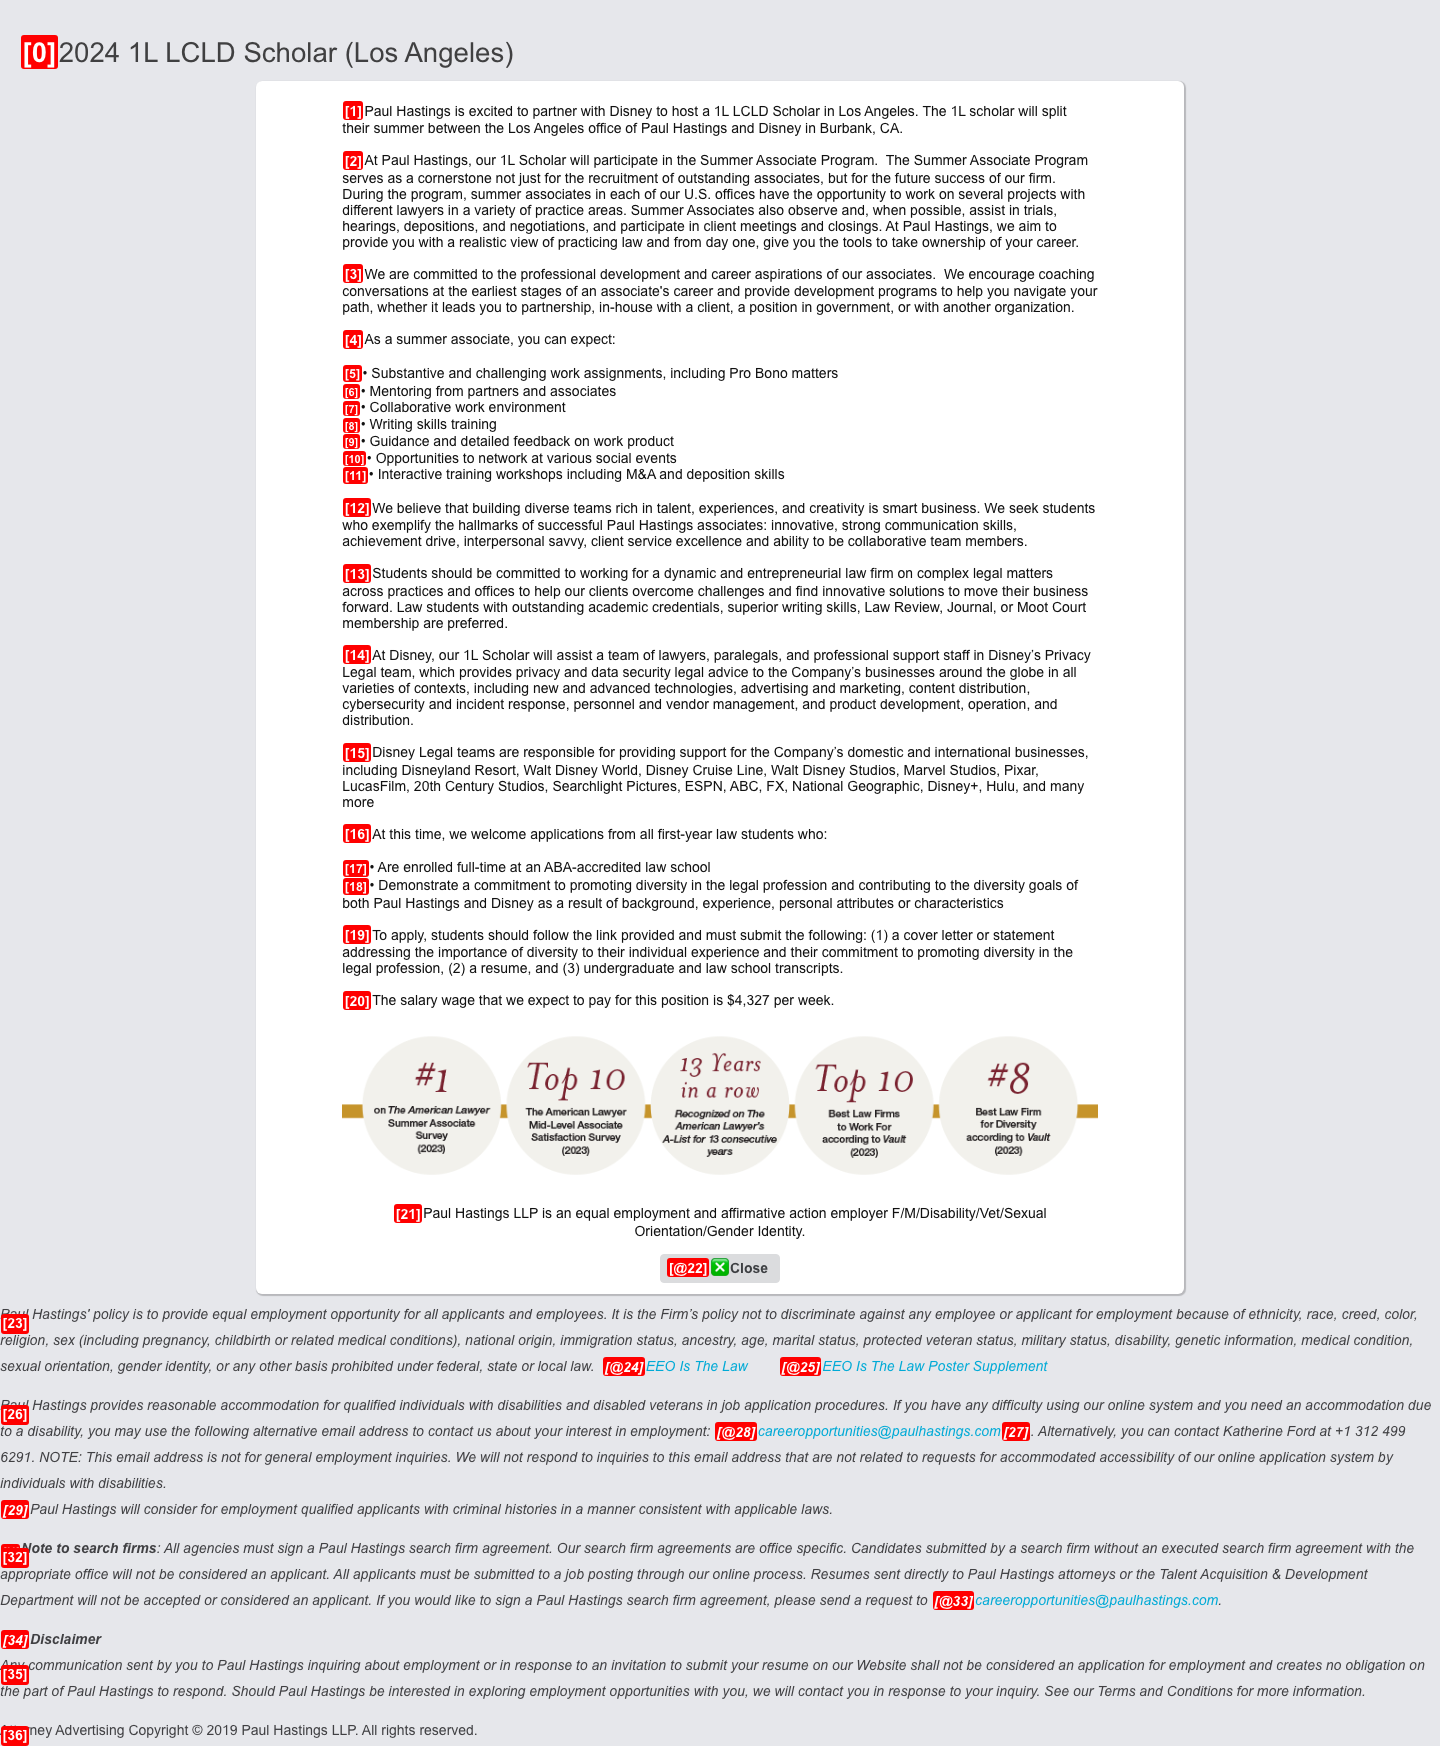 [0]2024 1L LCLD Scholar (Los Angeles)
[1]Paul Hastings is excited to partner with Disney to host a 1L LCLD Scholar in Los Angeles. The 1L scholar will split
their summer between the Los Angeles office of Paul Hastings and Disney in Burbank, CA.
[2]At Paul Hastings, our 1L Scholar will participate in the Summer Associate Program.  The Summer Associate Program
serves as a cornerstone not just for the recruitment of outstanding associates, but for the future success of our firm.
During the program, summer associates in each of our U.S. offices have the opportunity to work on several projects with
different lawyers in a variety of practice areas. Summer Associates also observe and, when possible, assist in trials,
hearings, depositions, and negotiations, and participate in client meetings and closings. At Paul Hastings, we aim to
provide you with a realistic view of practicing law and from day one, give you the tools to take ownership of your career.
[3]We are committed to the professional development and career aspirations of our associates.  We encourage coaching
conversations at the earliest stages of an associate's career and provide development programs to help you navigate your
path, whether it leads you to partnership, in-house with a client, a position in government, or with another organization.
[4]As a summer associate, you can expect:
[5]• Substantive and challenging work assignments, including Pro Bono matters
[6]• Mentoring from partners and associates
[7]• Collaborative work environment
[8]• Writing skills training
[9]• Guidance and detailed feedback on work product
[10]• Opportunities to network at various social events
[11]• Interactive training workshops including M&A and deposition skills
[12]We believe that building diverse teams rich in talent, experiences, and creativity is smart business. We seek students
who exemplify the hallmarks of successful Paul Hastings associates: innovative, strong communication skills,
achievement drive, interpersonal savvy, client service excellence and ability to be collaborative team members.
[13]Students should be committed to working for a dynamic and entrepreneurial law firm on complex legal matters
across practices and offices to help our clients overcome challenges and find innovative solutions to move their business
forward. Law students with outstanding academic credentials, superior writing skills, Law Review, Journal, or Moot Court
membership are preferred.
[14]At Disney, our 1L Scholar will assist a team of lawyers, paralegals, and professional support staff in Disney's Privacy
Legal team, which provides privacy and data security legal advice to the Company's businesses around the globe in all
varieties of contexts, including new and advanced technologies, advertising and marketing, content distribution,
cybersecurity and incident response, personnel and vendor management, and product development, operation, and
distribution.
[15]Disney Legal teams are responsible for providing support for the Company's domestic and international businesses,
including Disneyland Resort, Walt Disney World, Disney Cruise Line, Walt Disney Studios, Marvel Studios, Pixar,
LucasFilm, 20th Century Studios, Searchlight Pictures, ESPN, ABC, FX, National Geographic, Disney+, Hulu, and many
more
[16]At this time, we welcome applications from all first-year law students who:
[17]• Are enrolled full-time at an ABA-accredited law school
[18]• Demonstrate a commitment to promoting diversity in the legal profession and contributing to the diversity goals of
both Paul Hastings and Disney as a result of background, experience, personal attributes or characteristics
[19]To apply, students should follow the link provided and must submit the following: (1) a cover letter or statement
addressing the importance of diversity to their individual experience and their commitment to promoting diversity in the
legal profession, (2) a resume, and (3) undergraduate and law school transcripts.
[20]The salary wage that we expect to pay for this position is $4,327 per week.
#1
on The American Lawyer
Summer Associate
Survey
(2023)
Top 10
The American Lawyer
Mid-Level Associate
Satisfaction Survey
(2023)
13 Years
in a row
Recognized on The
American Lawyer's
A-List for 13 consecutive
years
Top 10
Best Law Firms
to Work For
according to Vault
(2023)
#8
Best Law Firm
for Diversity
according to Vault
(2023)
[21]Paul Hastings LLP is an equal employment and affirmative action employer F/M/Disability/Vet/Sexual
Orientation/Gender Identity.
[@22]Close
[23] Hastings' policy is to provide equal employment opportunity for all applicants and employees. It is the Firm's policy not to discriminate against any employee or applicant for employment because of ethnicity, race, creed, color,
religion, sex (including pregnancy, childbirth or related medical conditions), national origin, immigration status, ancestry, age, marital status, protected veteran status, military status, disability, genetic information, medical condition,
sexual orientation, gender identity, or any other basis prohibited under federal, state or local law. [@24]EEO Is The Law [@25]EEO Is The Law Poster Supplement
[26] Hastings provides reasonable accommodation for qualified individuals with disabilities and disabled veterans in job application procedures. If you have any difficulty using our online system and you need an accommodation due
to a disability, you may use the following alternative email address to contact us about your interest in employment: [@28]careeropportunities@paulhastings.com[27]. Alternatively, you can contact Katherine Ford at +1 312 499
6291. NOTE: This email address is not for general employment inquiries. We will not respond to inquiries to this email address that are not related to requests for accommodated accessibility of our online application system by
individuals with disabilities.
[29]Paul Hastings will consider for employment qualified applicants with criminal histories in a manner consistent with applicable laws.
[32]Note to search firms: All agencies must sign a Paul Hastings search firm agreement. Our search firm agreements are office specific. Candidates submitted by a search firm without an executed search firm agreement with the
appropriate office will not be considered an applicant. All applicants must be submitted to a job posting through our online process. Resumes sent directly to Paul Hastings attorneys or the Talent Acquisition & Development
Department will not be accepted or considered an applicant. If you would like to sign a Paul Hastings search firm agreement, please send a request to [@33]careeropportunities@paulhastings.com.
[34]Disclaimer
[35] communication sent by you to Paul Hastings inquiring about employment or in response to an invitation to submit your resume on our Website shall not be considered an application for employment and creates no obligation on
the part of Paul Hastings to respond. Should Paul Hastings be interested in exploring employment opportunities with you, we will contact you in response to your inquiry. See our Terms and Conditions for more information.
[36] Advertising Copyright © 2019 Paul Hastings LLP. All rights reserved.